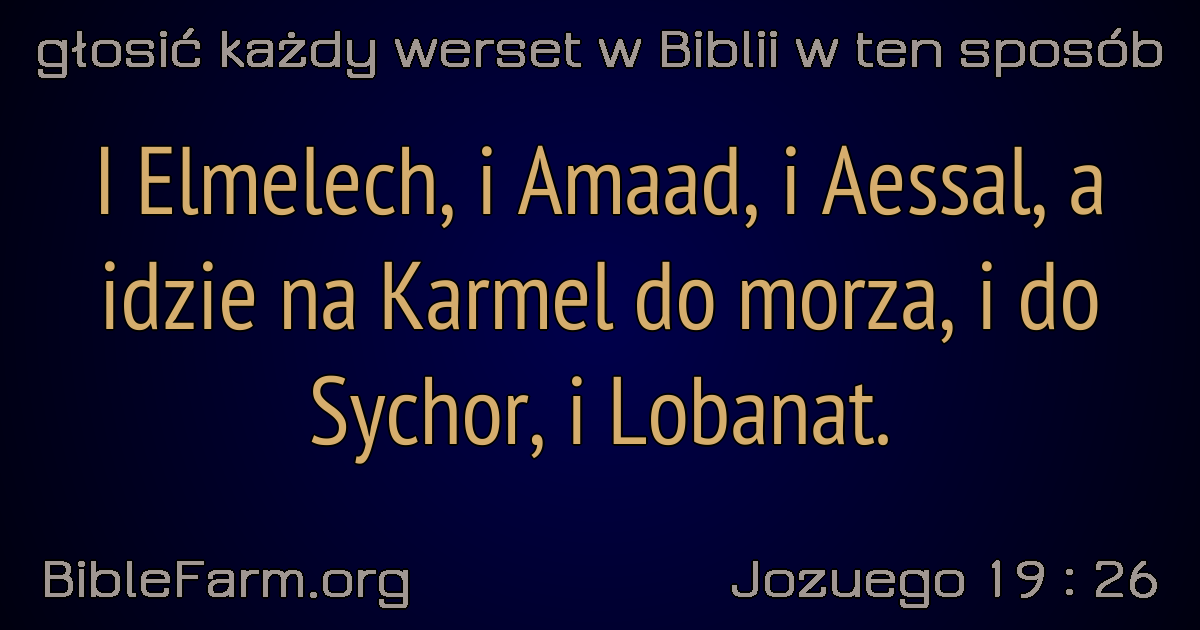 głosić każdy werset w Biblii w ten sposób
I Elmelech, i Amaad, i Aessal, a
idzie na Karmel do morza, i do
Sychor, i Lobanat.
BibleFarm.org
Jozuego 19 : 26